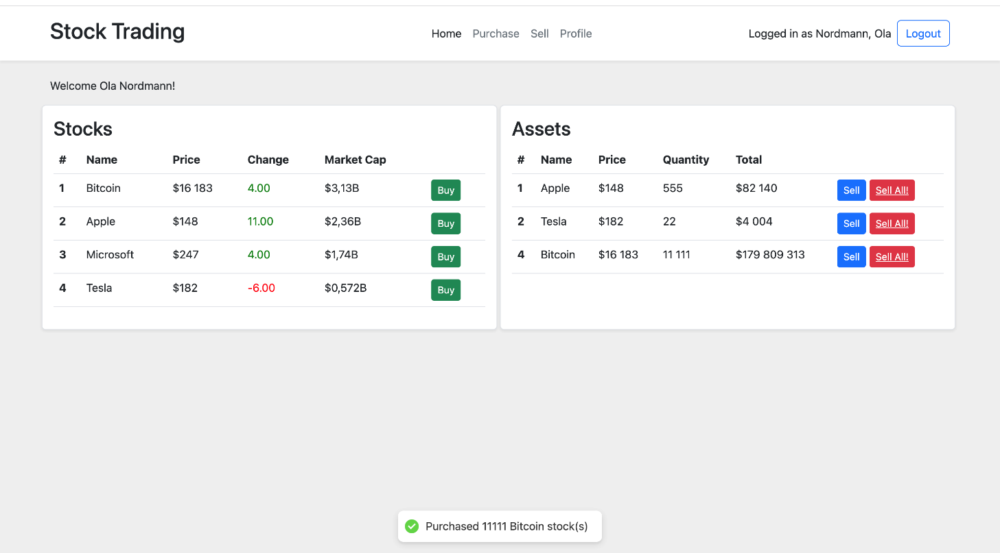 Stock Trading
Home Purchase Sell Profile
Logged in as Nordmann, Ola Logout
Welcome Ola Nordmann!
Stocks
# Name Price Change Market Cap
1 Bitcoin $16 183 4.00 $3,13B Buy
2 Apple $148 11.00 $2,36B Buy
3 Microsoft $247 4.00 $1,74B Buy
4 Tesla $182 -6.00 $0,572B Buy
Assets
# Name Price Quantity Total
1 Apple $148 555 $82 140 Sell Sell All!
2 Tesla $182 22 $4 004 Sell Sell All!
4 Bitcoin $16 183 11 111 $179 809 313 Sell Sell All!
Purchased 11111 Bitcoin stock(s)